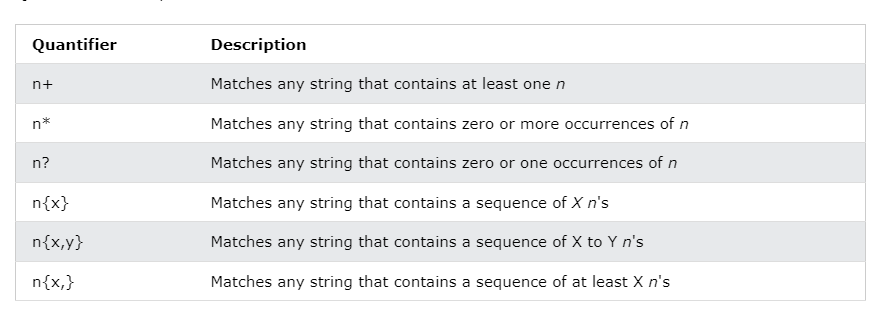 Quantifier Description
n+ Matches any string that contains at least one n
n* Matches any string that contains zero or more occurrences of n
n? Matches any string that contains zero or one occurrences of n
n{x} Matches any string that contains a sequence of X n's
n{x,y} Matches any string that contains a sequence of X to Y n's
n{x,} Matches any string that contains a sequence of at least X n's